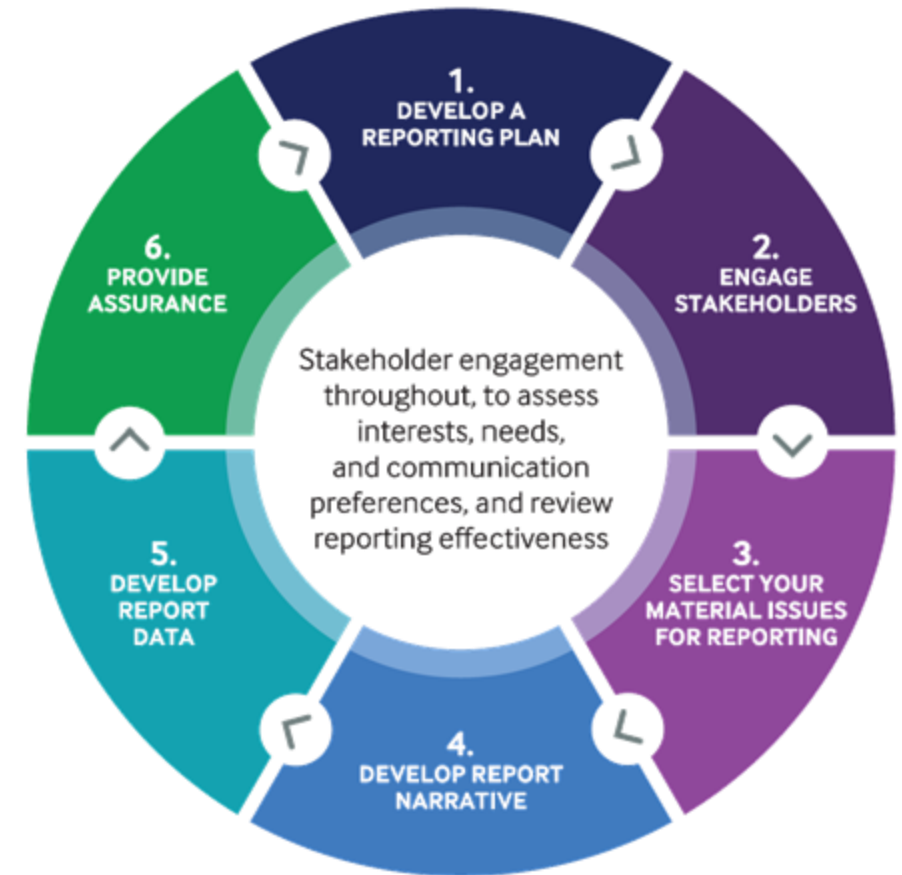 1.
DEVELOP A
REPORTING PLAN
2.
ENGAGE
STAKEHOLDERS
3.
SELECT YOUR
MATERIAL ISSUES
FOR REPORTING
4.
DEVELOP REPORT
NARRATIVE
5.
DEVELOP
REPORT
DATA
6.
PROVIDE
ASSURANCE
Stakeholder engagement
throughout, to assess
interests, needs,
and communication
preferences, and review
reporting effectiveness